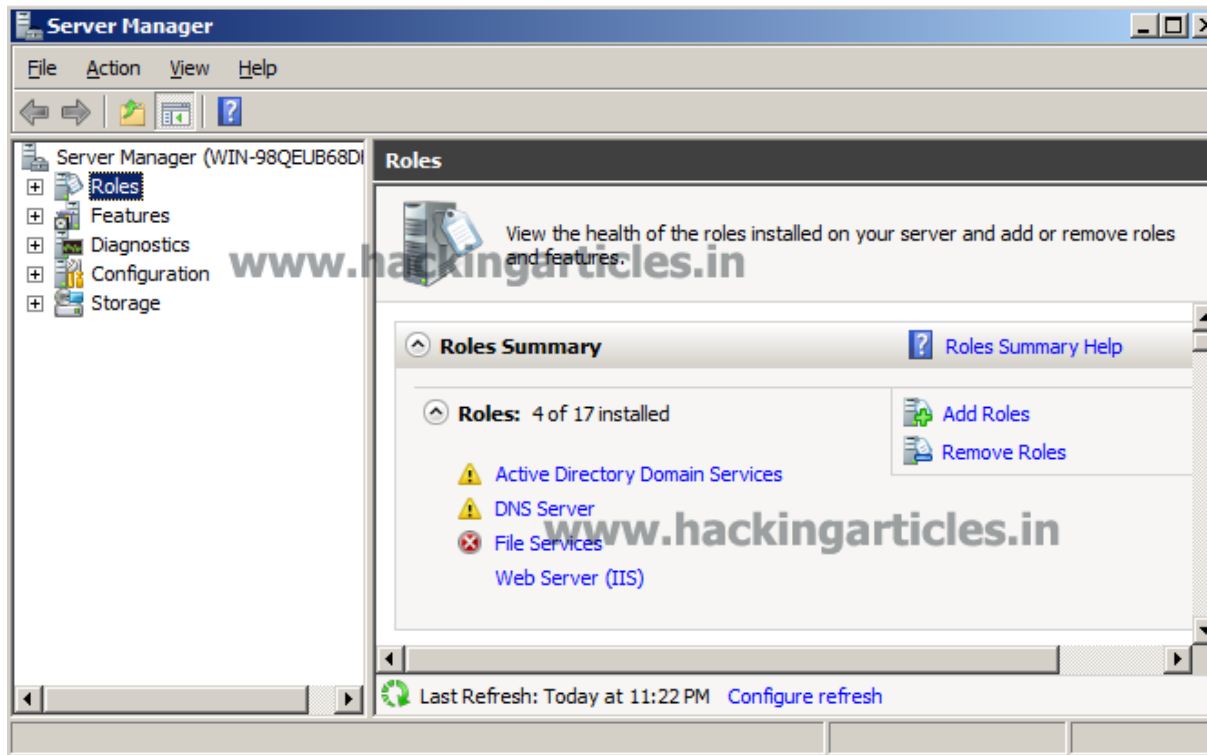 Server Manager
File Action View Help
Server Manager (WIN-98QEUB68D
Roles
Features
Diagnostics
Configuration
Storage
Roles
View the health of the roles installed on your server and add or remove roles
and features.
www.hackingarticles.in
Roles Summary
Roles Summary Help
Roles: 4 of 17 installed
Add Roles
Remove Roles
Active Directory Domain Services
DNS Server
File Services
Web Server (IIS)
www.hackingarticles.in
Last Refresh: Today at 11:22 PM Configure refresh